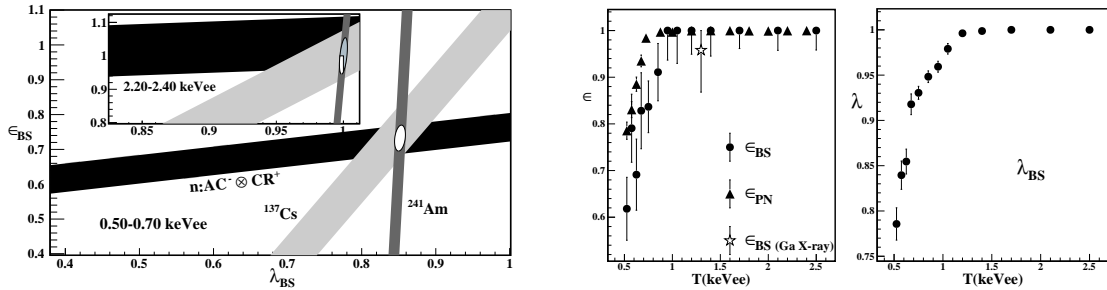 1.1
1
0.9
0.8
0.7
0.6
0.5
0.4
∈BS
0.4 0.5 0.6 0.7 0.8 0.9 1
λBS
n:AC⁻ ⊗ CR⁺
¹³⁷Cs
²⁴¹Am
0.50-0.70 keVee
1.1
1
0.9
0.8
2.20-2.40 keVee
0.85 0.9 0.95 1
∈
1
0.9
0.8
0.7
0.6
∈BS
∈PN
∈BS (Ga X-ray)
0.5 1 1.5 2 2.5
T(keVee)
λ
1
0.95
0.9
0.85
0.8
0.75
λBS
0.5 1 1.5 2 2.5
T(keVee)